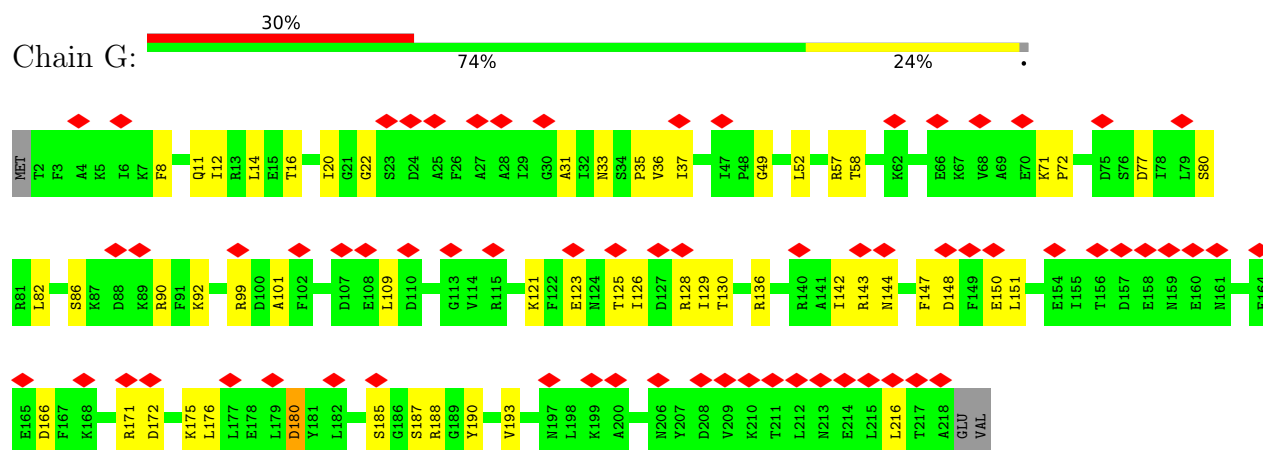 30%
Chain G:
74% 24% •
MET T2 F3 A4 K5 I6 K7 F8 Q11 I12 R13 L14 E15 T16 I20 G21 G22 S23 D24 A25 F26 A27 A28 I29 G30 A31 I32 N33 S34 P35 V36 I37 I47 P48 G49 L52 R57 T58 K62 E66 K67 V68 A69 E70 K71 P72 D75 S76 D77 I78 L79 S80
R81 L82 S86 K87 D88 K89 R90 F91 K92 R99 D100 A101 F102 D107 E108 L109 D110 G113 V114 R115 K121 F122 E123 N124 T125 I126 D127 R128 I129 T130 R136 R140 A141 I142 R143 N144 F147 D148 F149 E150 L151 E154 I155 T156 D157 E158 N159 E160 N161
E165 D166 F167 K168 R171 D172 K175 L176 L177 E178 L179 D180 Y181 L182 S185 G186 S187 R188 G189 Y190 V193 N197 L198 K199 A200 N206 Y207 D208 V209 K210 T211 L212 N213 E214 L215 L216 T217 A218 GLU VAL